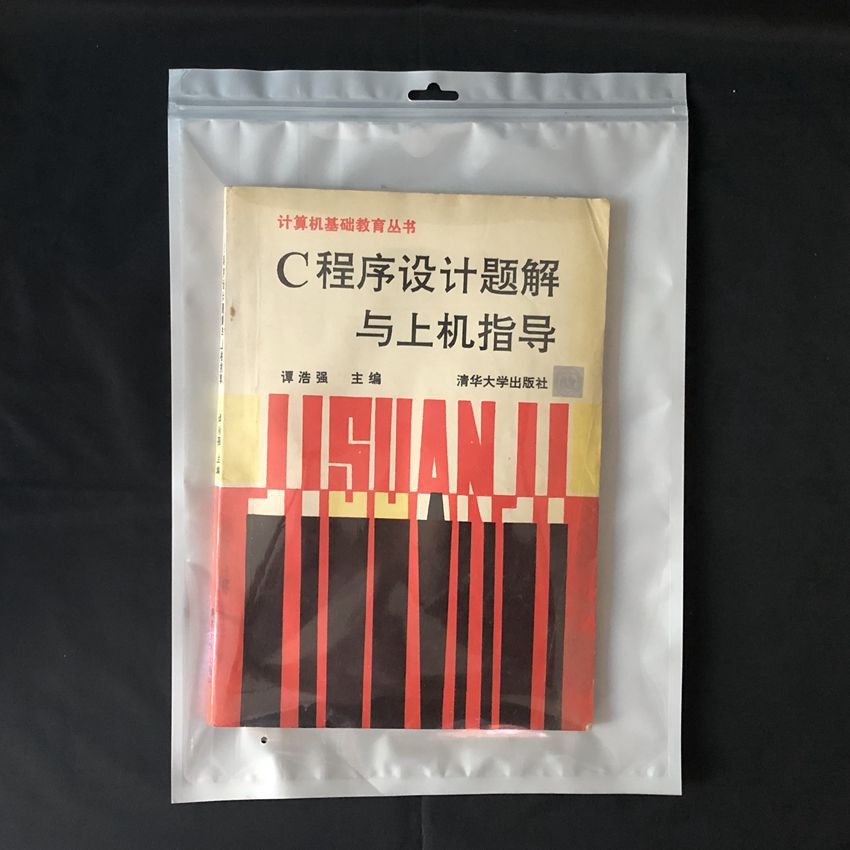 计算机基础教育丛书
C程序设计题解
与上机指导
谭浩强 主编 清华大学出版社
JISUANJI